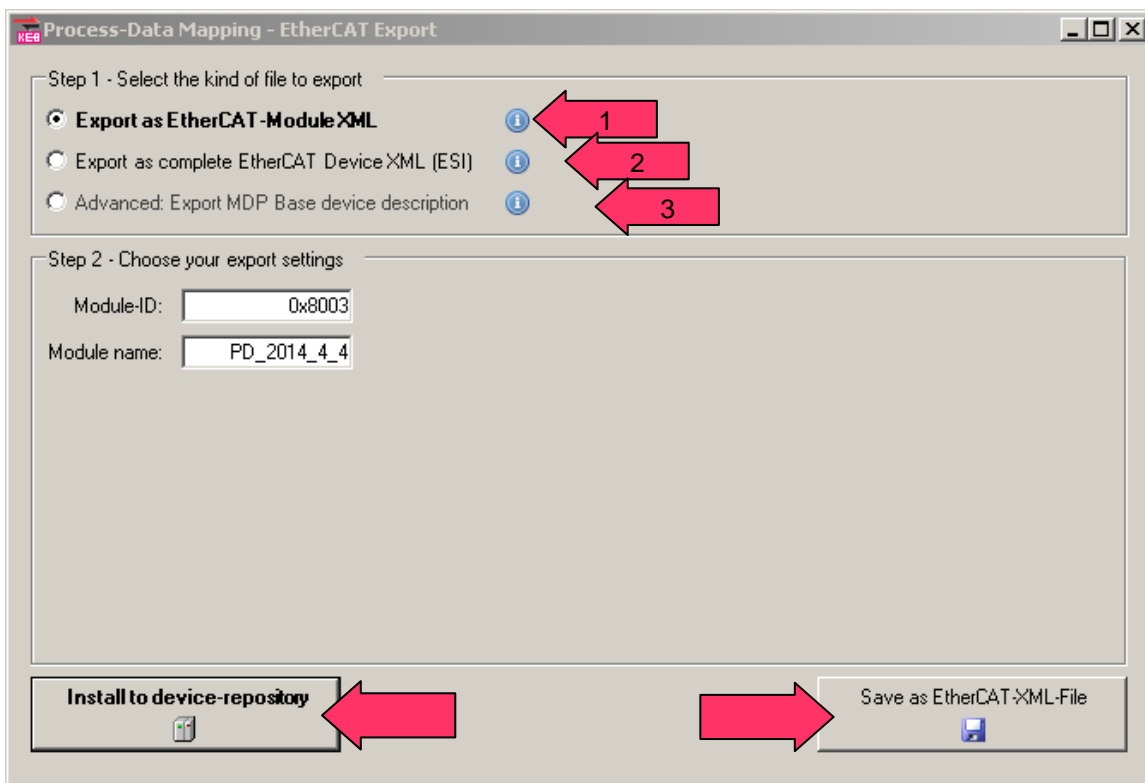 KEB Process-Data Mapping - EtherCAT Export
Step 1 - Select the kind of file to export
Export as EtherCAT-Module XML
1
Export as complete EtherCAT Device XML (ESI)
2
Advanced: Export MDP Base device description
3
Step 2 - Choose your export settings
Module-ID: 0x8003
Module name: PD_2014_4_4
Install to device-repository
Save as EtherCAT-XML-File